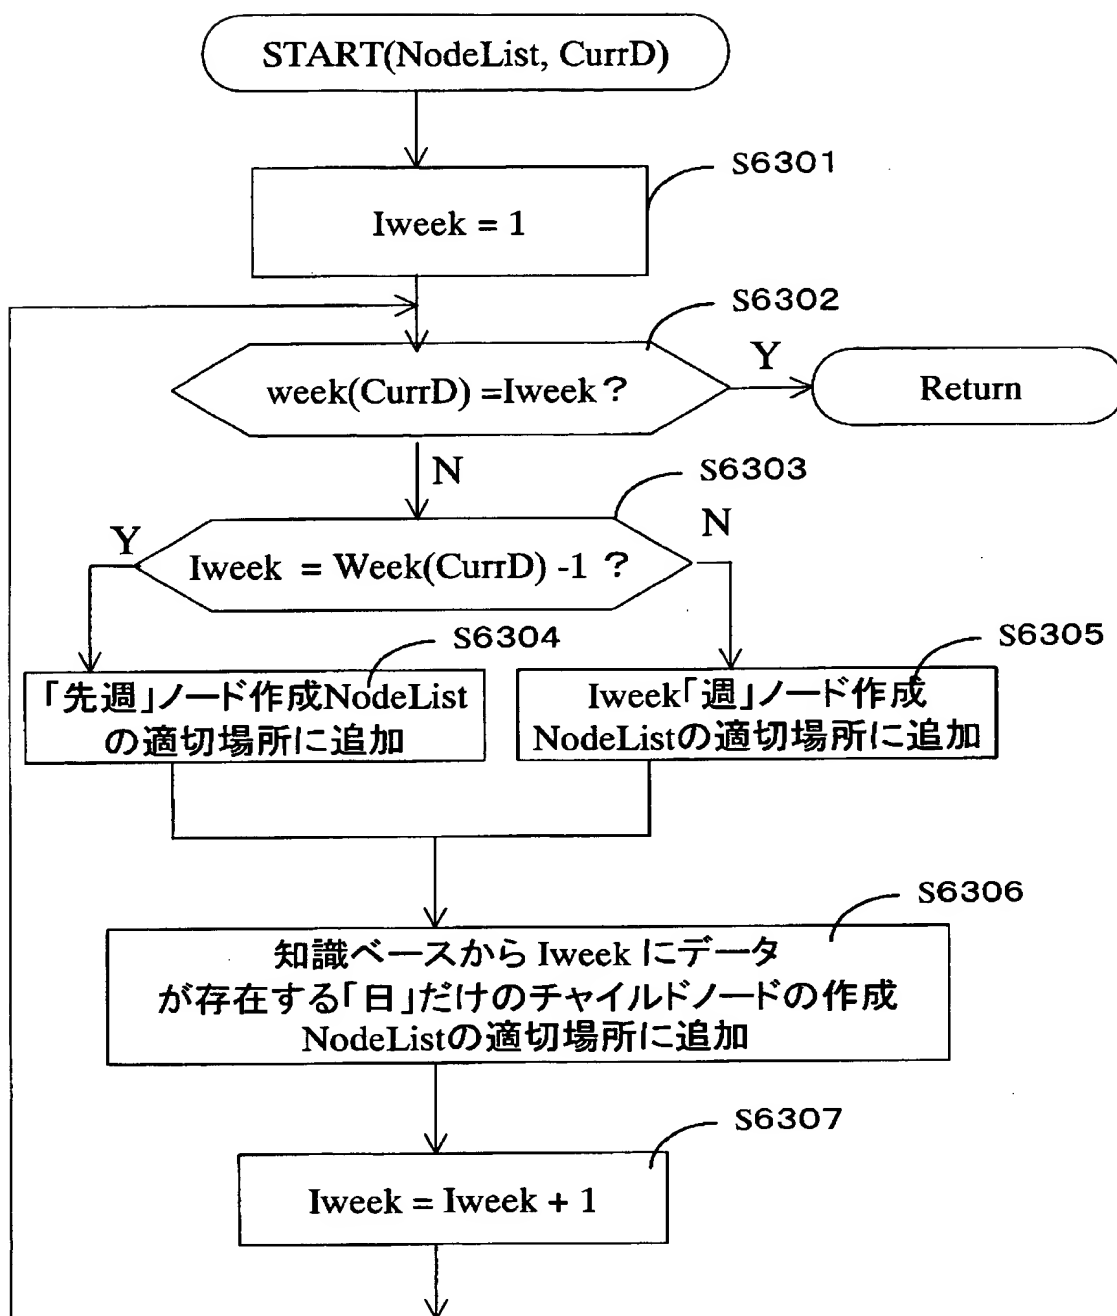 START(NodeList, CurrD)
S6301
Iweek = 1
S6302
week(CurrD) =Iweek ?
Y
Return
N
S6303
Y
Iweek = Week(CurrD) -1 ?
N
S6304
S6305
「先週」ノード作成NodeList
の適切場所に追加
Iweek「週」ノード作成
NodeListの適切場所に追加
S6306
知識ベースから Iweek にデータ
が存在する「日」だけのチャイルドノードの作成
NodeListの適切場所に追加
S6307
Iweek = Iweek + 1